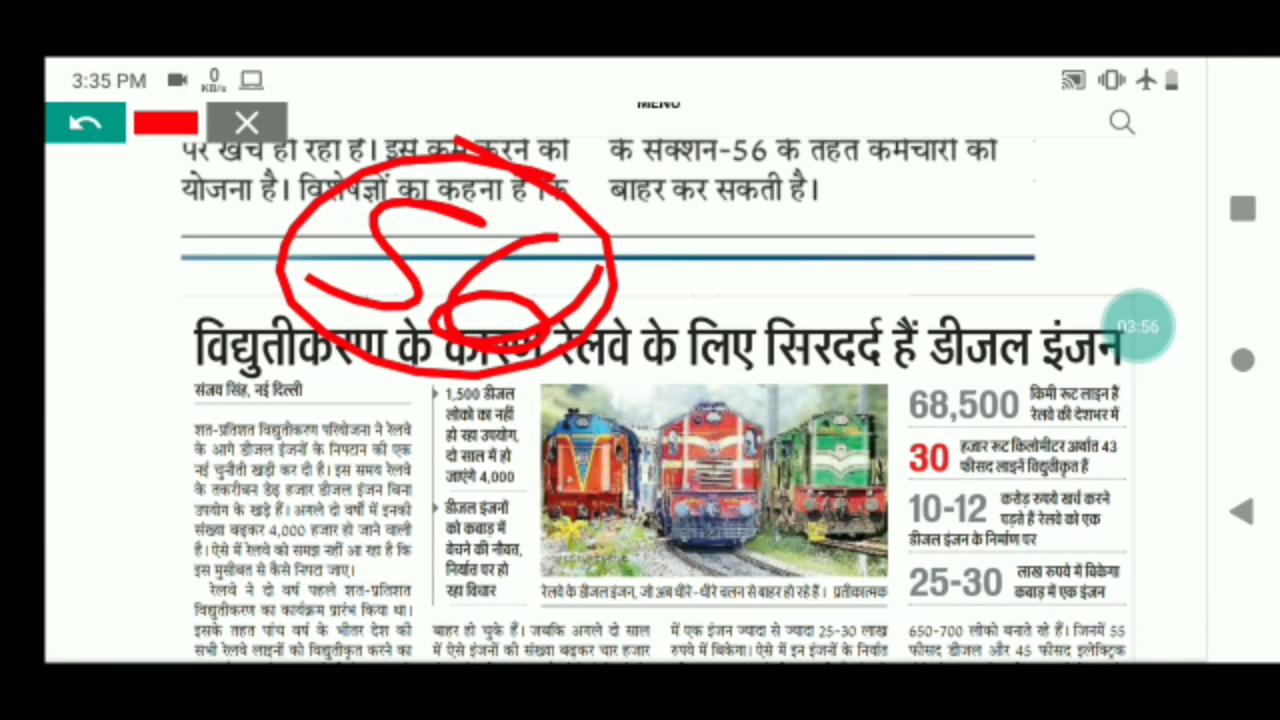 3:35 PM
0
KB/s
MENU
पर खर्च हो रहा है। इसे कम करने की
योजना है। विशेषज्ञों का कहना है कि
के सेक्शन-56 के तहत कर्मचारी को
बाहर कर सकती है।
56
03:56
विद्युतीकरण के कारण रेलवे के लिए सिरदर्द हैं डीजल इंजन
संजय सिंह, नई दिल्ली
शत-प्रतिशत विद्युतीकरण परियोजना ने रेलवे
के आगे डीजल इंजनों के निपटान की एक
नई चुनौती खड़ी कर दी है। इस समय रेलवे
के तकरीबन डेढ़ हजार डीजल इंजन बिना
उपयोग के खड़े हैं। अगले दो वर्षों में इनकी
संख्या बढ़कर 4,000 हजार हो जाने वाली
है। ऐसे में रेलवे को समझ नहीं आ रहा है कि
इस मुसीबत से कैसे निपटा जाए।
रेलवे ने दो वर्ष पहले शत-प्रतिशत
विद्युतीकरण का कार्यक्रम प्रारंभ किया था।
इसके तहत पांच वर्ष के भीतर देश की
सभी रेलवे लाइनों को विद्युतीकृत करने का
1,500 डीजल
लोको का नहीं
हो रहा उपयोग,
दो साल में हो
जाएंगे 4,000
डीजल इंजनों
को कबाड़ में
बेचने की नौबत,
निर्यात पर हो
रहा विचार
रेलवे के डीजल इंजन, जो अब धीरे-धीरे चलन से बाहर हो रहे हैं। प्रतीकात्मक
68,500 किमी रूट लाइन हैं
रेलवे की देशभर में
30 हजार रूट किलोमीटर अर्थात 43
फीसद लाइनें विद्युतीकृत हैं
10-12 करोड़ रुपये खर्च करने
पड़ते हैं रेलवे को एक
डीजल इंजन के निर्माण पर
25-30 लाख रुपये में बिकेगा
कबाड़ में एक इंजन
बाहर हो चुके हैं। जबकि अगले दो साल
में ऐसे इंजनों की संख्या बढ़कर चार हजार
में एक इंजन ज्यादा से ज्यादा 25-30 लाख
रुपये में बिकेगा। ऐसे में इन इंजनों के निर्यात
650-700 लोको बनाते रहे हैं। जिनमें 55
फीसद डीजल और 45 फीसद इलेक्ट्रिक